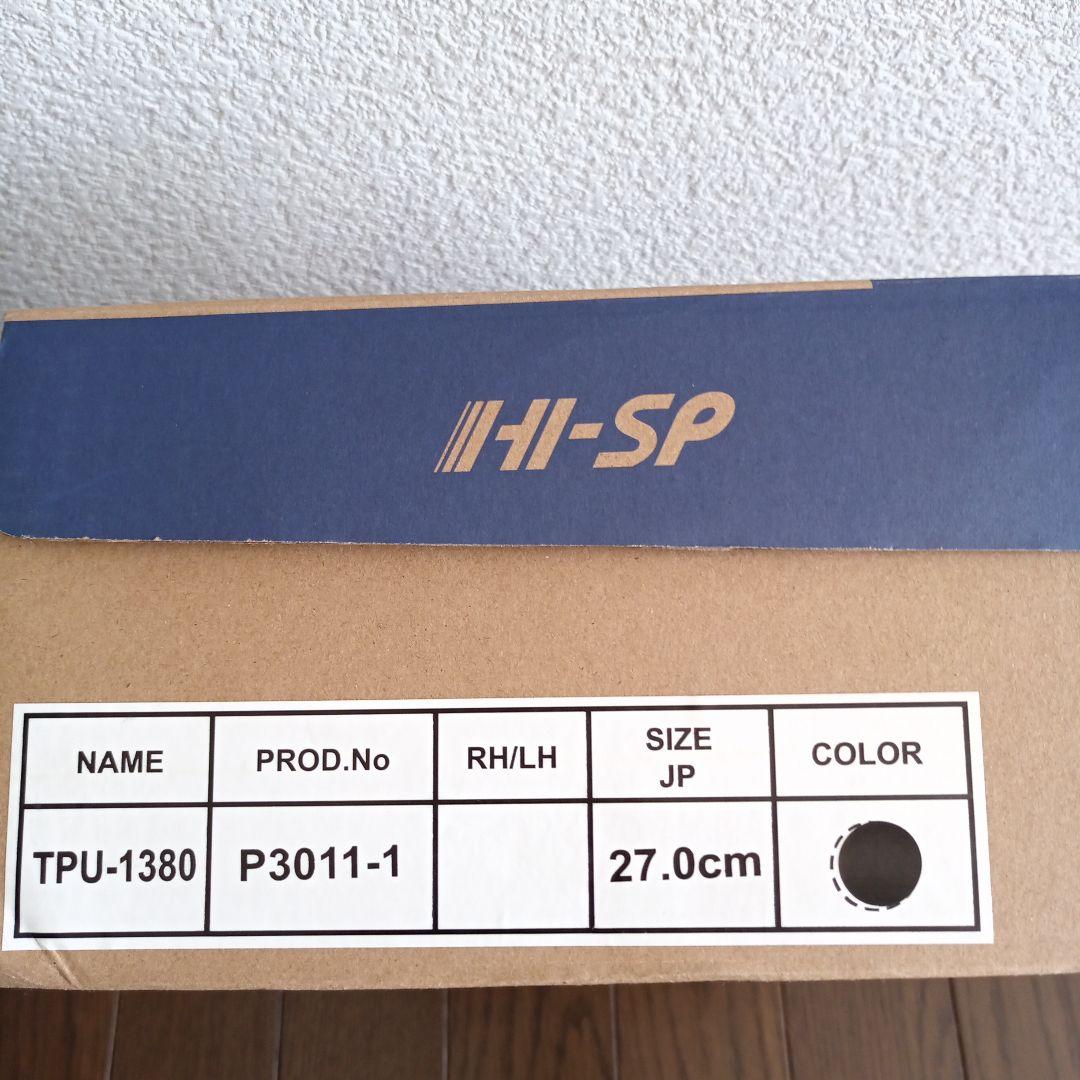 HI-SP
NAME PROD.No RH/LH SIZE JP COLOR
TPU-1380 P3011-1 27.0cm